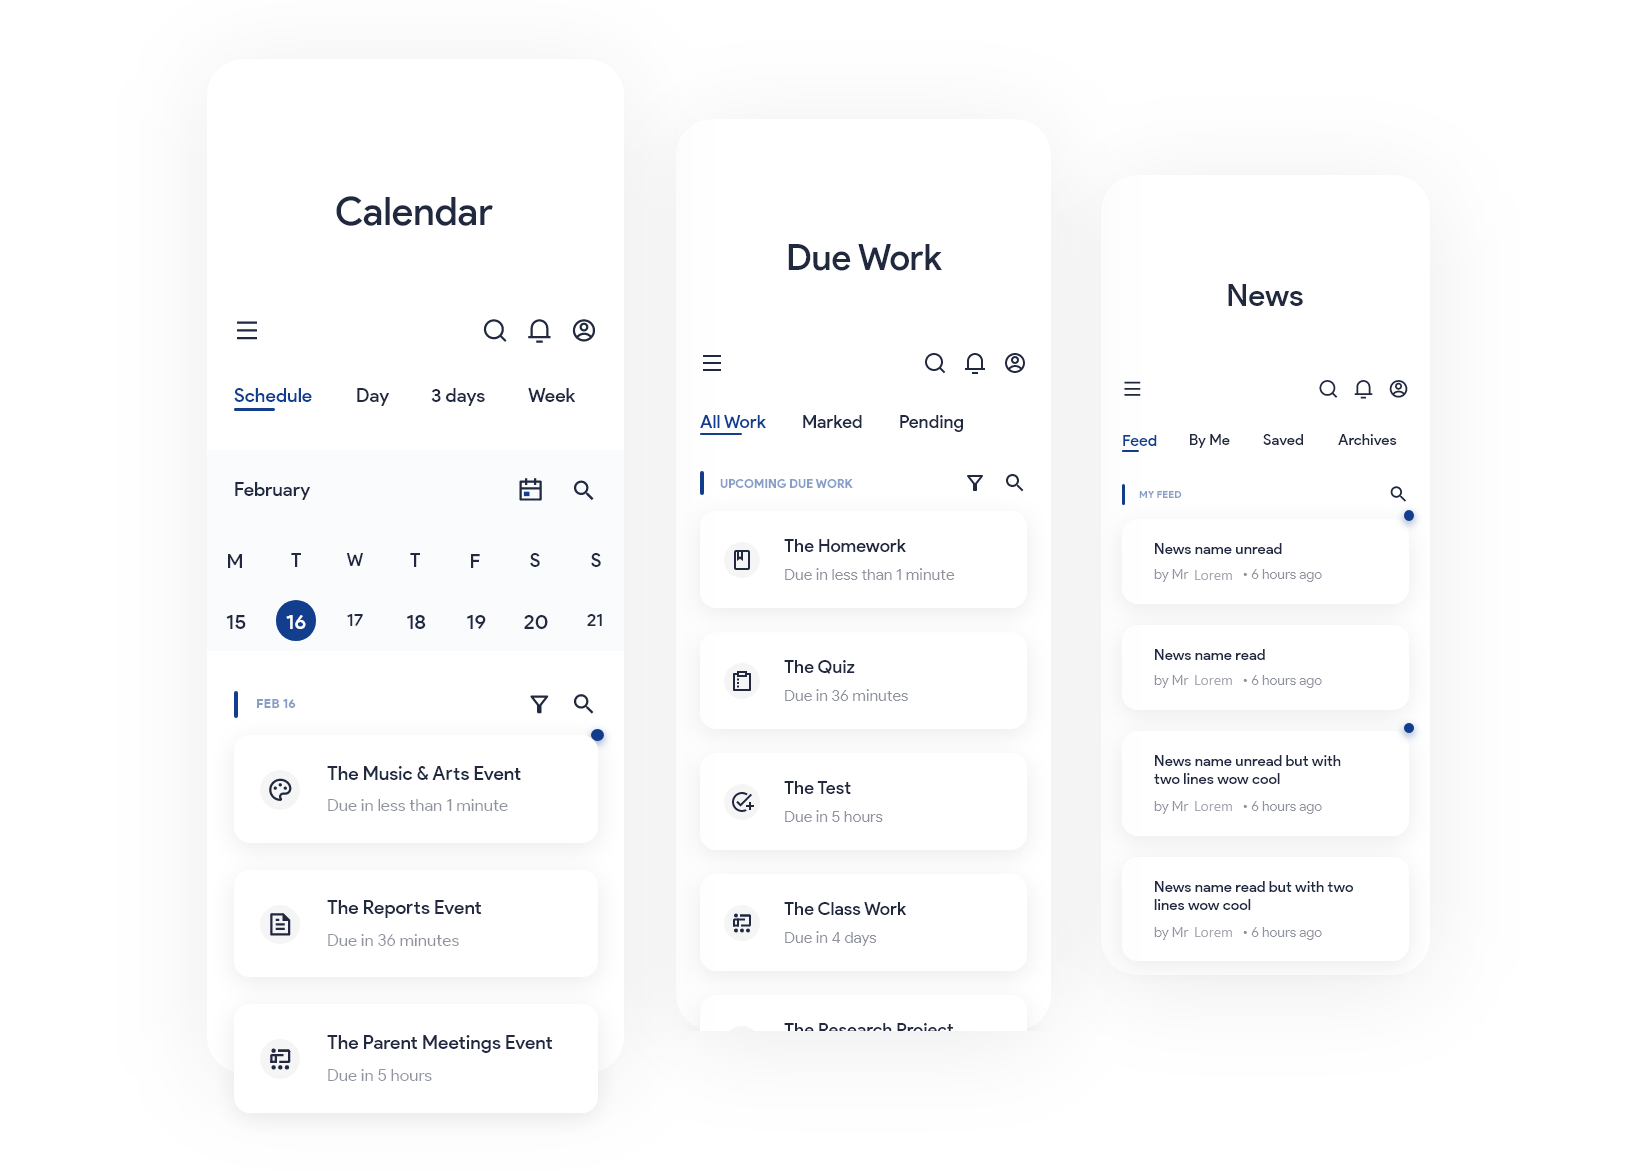 Calendar
Schedule Day 3 days Week
February
M T W T F S S
15 16 17 18 19 20 21
FEB 16
The Music & Arts Event
Due in less than 1 minute
The Reports Event
Due in 36 minutes
The Parent Meetings Event
Due in 5 hours
Due Work
All Work Marked Pending
UPCOMING DUE WORK
The Homework
Due in less than 1 minute
The Quiz
Due in 36 minutes
The Test
Due in 5 hours
The Class Work
Due in 4 days
The Research Project
News
Feed By Me Saved Archives
MY FEED
News name unread
by Mr Lorem • 6 hours ago
News name read
by Mr Lorem • 6 hours ago
News name unread but with
two lines wow cool
by Mr Lorem • 6 hours ago
News name read but with two
lines wow cool
by Mr Lorem • 6 hours ago